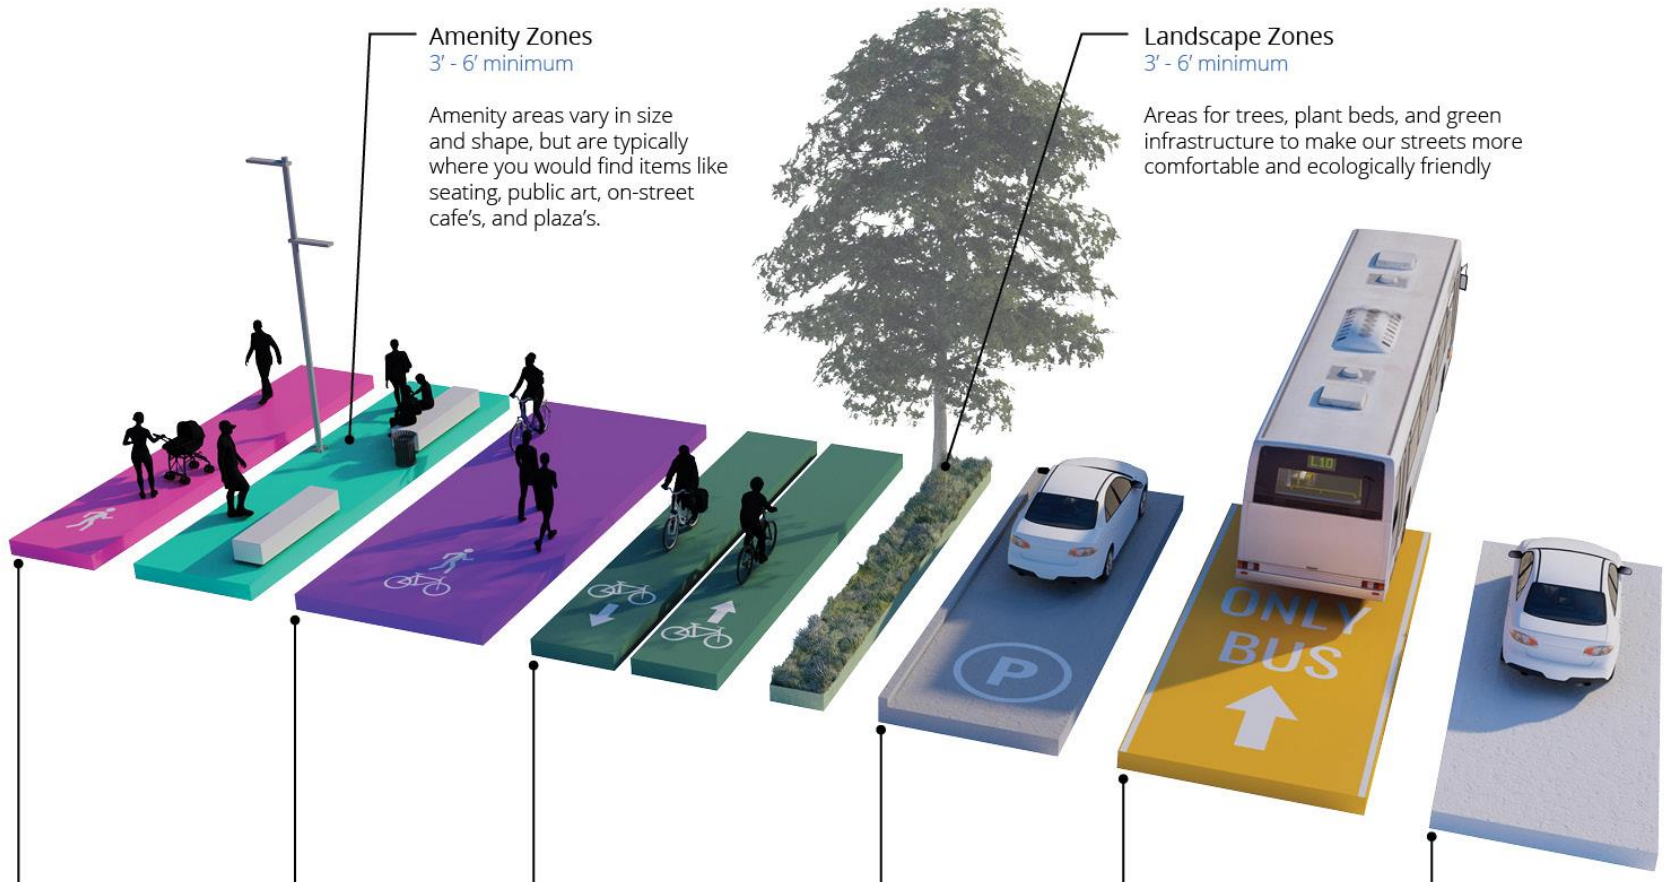 Amenity Zones
3' - 6' minimum
Amenity areas vary in size
and shape, but are typically
where you would find items like
seating, public art, on-street
cafe's, and plaza's.
Landscape Zones
3' - 6' minimum
Areas for trees, plant beds, and green
infrastructure to make our streets more
comfortable and ecologically friendly
L10
P
ONLY
BUS